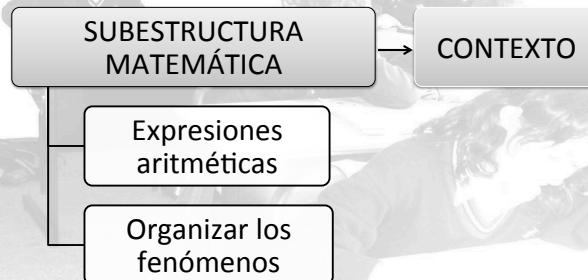 SUBESTRUCTURA
MATEMÁTICA
CONTEXTO
Expresiones
aritméticas
Organizar los
fenómenos